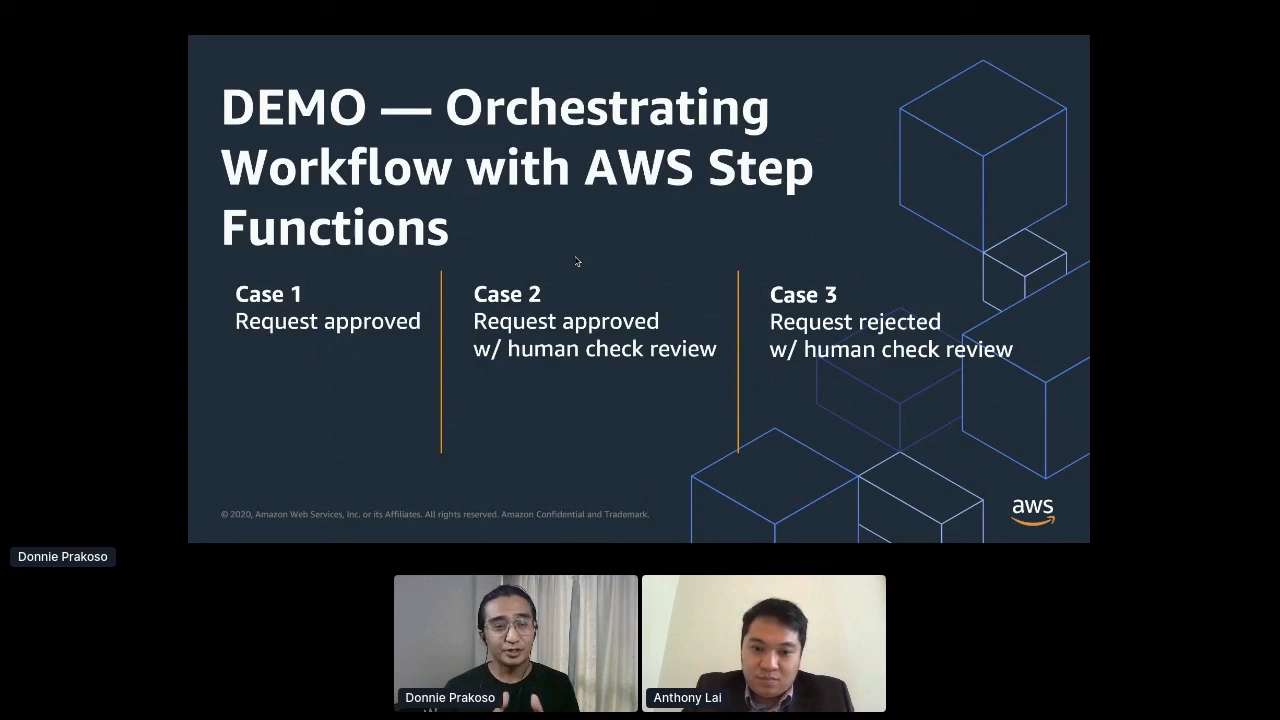 DEMO — Orchestrating
Workflow with AWS Step
Functions
Case 1
Request approved
Case 2
Request approved
w/ human check review
Case 3
Request rejected
w/ human check review
© 2020, Amazon Web Services, Inc. or its Affiliates. All rights reserved. Amazon Confidential and Trademark.
aws
Donnie Prakoso
Donnie Prakoso
Anthony Lai